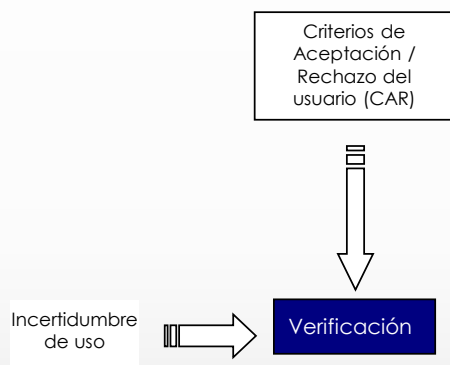 Criterios de
Aceptación /
Rechazo del
usuario (CAR)
Incertidumbre
de uso
Verificación